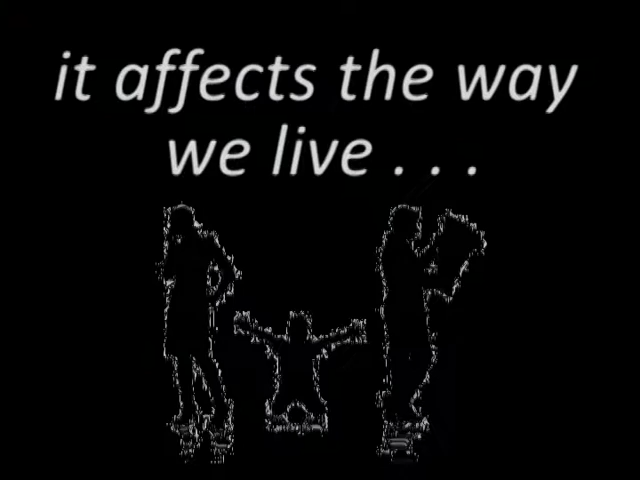 it affects the way
we live . . .